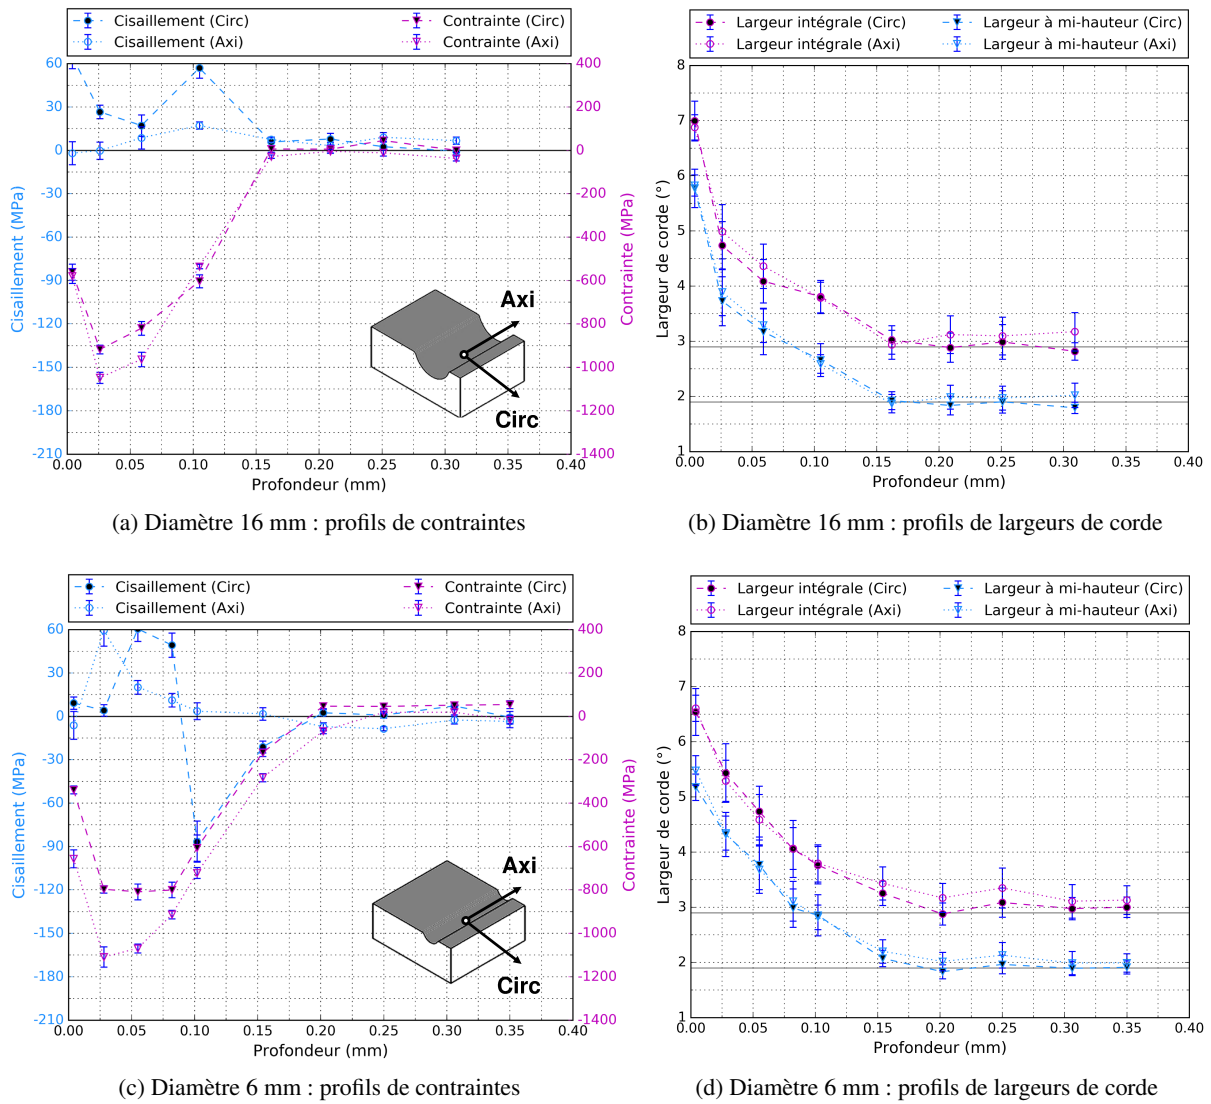 Cisaillement (Circ) Contrainte (Circ)
Cisaillement (Axi) Contrainte (Axi)
60 30 0 -30 -60 -90 -120 -150 -180 -210
Cisaillement (MPa)
400 200 0 -200 -400 -600 -800 -1000 -1200 -1400
Contrainte (MPa)
Axi
Circ
0.00 0.05 0.10 0.15 0.20 0.25 0.30 0.35 0.40
Profondeur (mm)
(a) Diamètre 16 mm : profils de contraintes
Largeur intégrale (Circ) Largeur à mi-hauteur (Circ)
Largeur intégrale (Axi) Largeur à mi-hauteur (Axi)
8 7 6 5 4 3 2 1
Largeur de corde (°)
0.00 0.05 0.10 0.15 0.20 0.25 0.30 0.35 0.40
Profondeur (mm)
(b) Diamètre 16 mm : profils de largeurs de corde
Cisaillement (Circ) Contrainte (Circ)
Cisaillement (Axi) Contrainte (Axi)
60 30 0 -30 -60 -90 -120 -150 -180 -210
Cisaillement (MPa)
400 200 0 -200 -400 -600 -800 -1000 -1200 -1400
Contrainte (MPa)
Axi
Circ
0.00 0.05 0.10 0.15 0.20 0.25 0.30 0.35 0.40
Profondeur (mm)
(c) Diamètre 6 mm : profils de contraintes
Largeur intégrale (Circ) Largeur à mi-hauteur (Circ)
Largeur intégrale (Axi) Largeur à mi-hauteur (Axi)
8 7 6 5 4 3 2 1
Largeur de corde (°)
0.00 0.05 0.10 0.15 0.20 0.25 0.30 0.35 0.40
Profondeur (mm)
(d) Diamètre 6 mm : profils de largeurs de corde